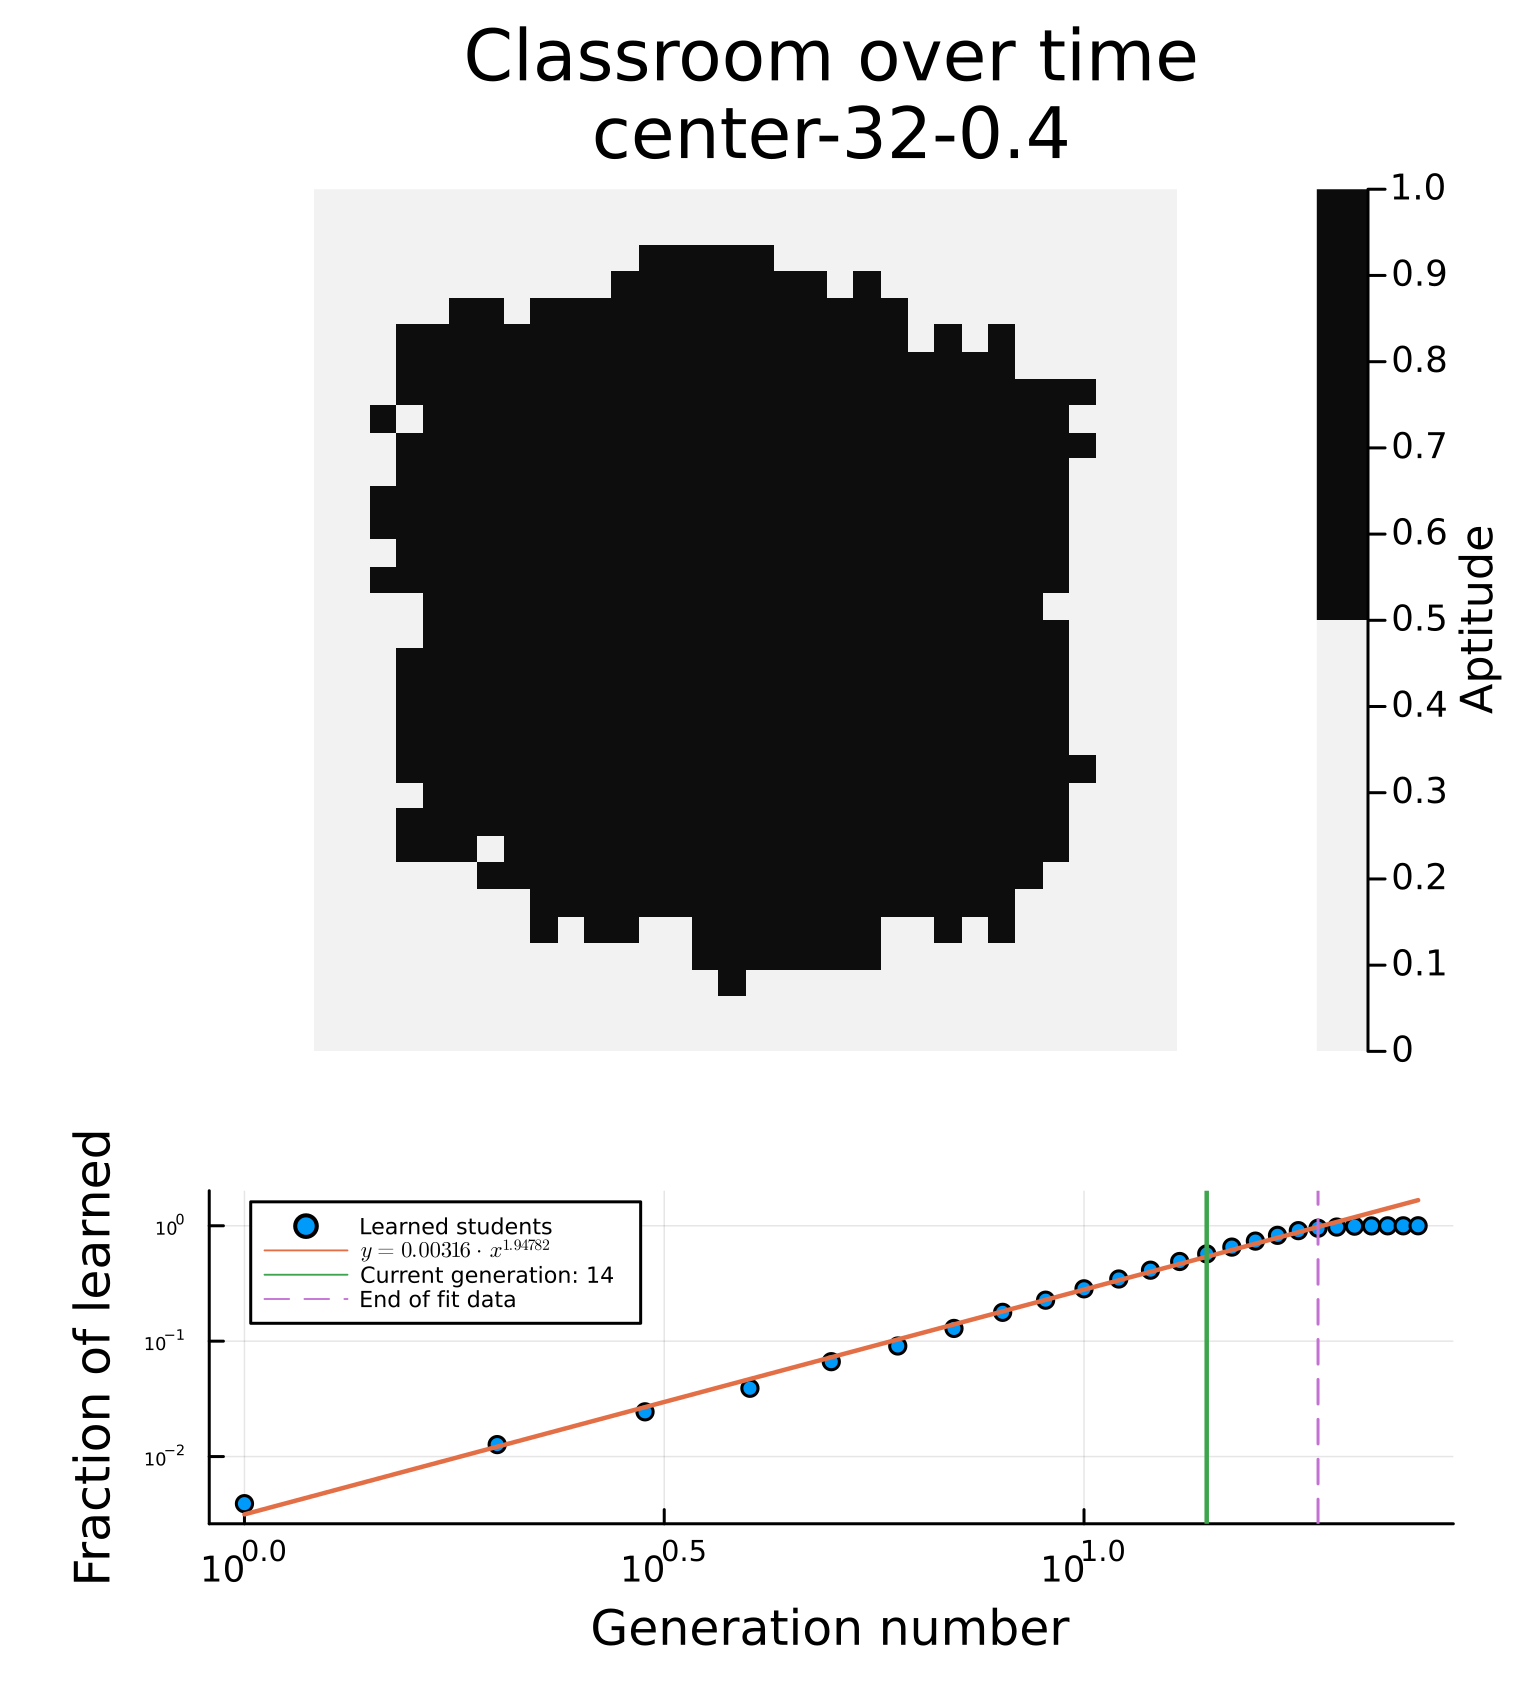 Classroom over time
center-32-0.4
1.0
0.9
0.8
0.7
0.6
0.5
0.4
0.3
0.2
0.1
0
Aptitude
Fraction of learned
10⁰
10⁻¹
10⁻²
Learned students
y = 0.00316 · x^1.94782
Current generation: 14
End of fit data
10^0.0
10^0.5
10^1.0
Generation number